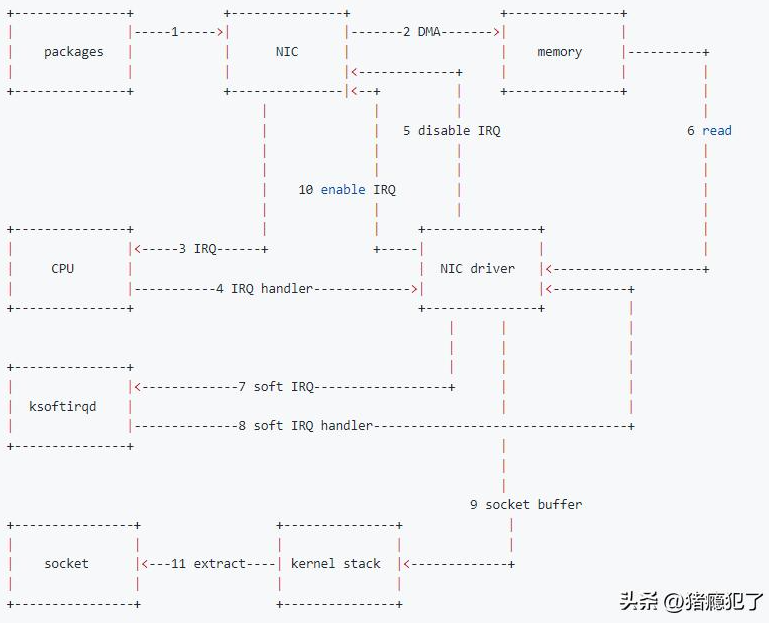 1
2 DMA
packages
NIC
memory
5 disable IRQ
6 read
10 enable IRQ
3 IRQ
CPU
NIC driver
4 IRQ handler
7 soft IRQ
ksoftirqd
8 soft IRQ handler
9 socket buffer
socket
11 extract
kernel stack
头条 @猪瘾犯了